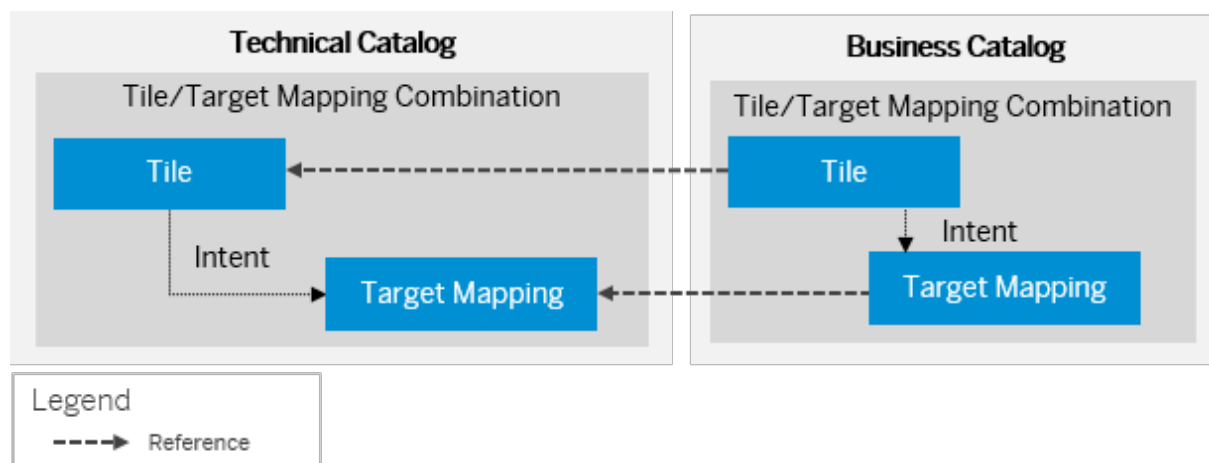 Technical Catalog
Tile/Target Mapping Combination
Tile
Intent
Target Mapping
Business Catalog
Tile/Target Mapping Combination
Tile
Intent
Target Mapping
Legend
Reference